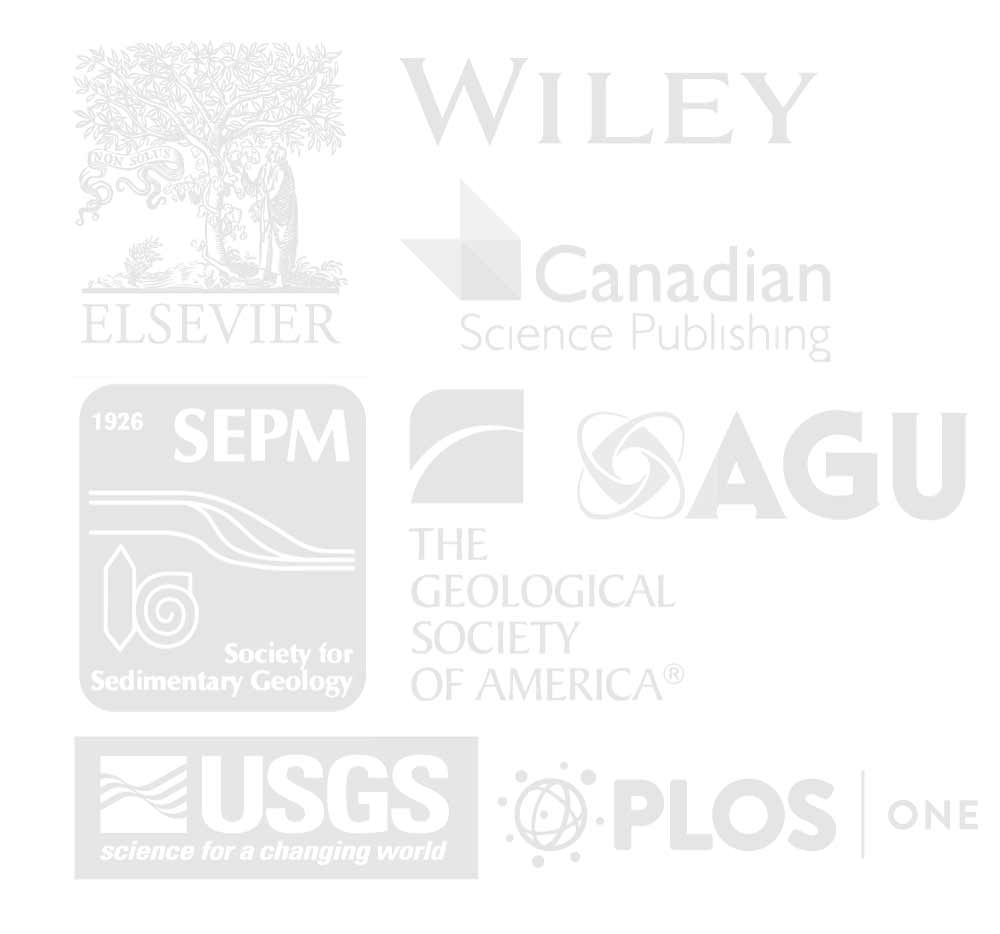 NON SOLUS
ELSEVIER
WILEY
Canadian
Science Publishing
1926 SEPM
Society for
Sedimentary Geology
THE
GEOLOGICAL
SOCIETY
OF AMERICA®
AGU
USGS
science for a changing world
PLOS ONE